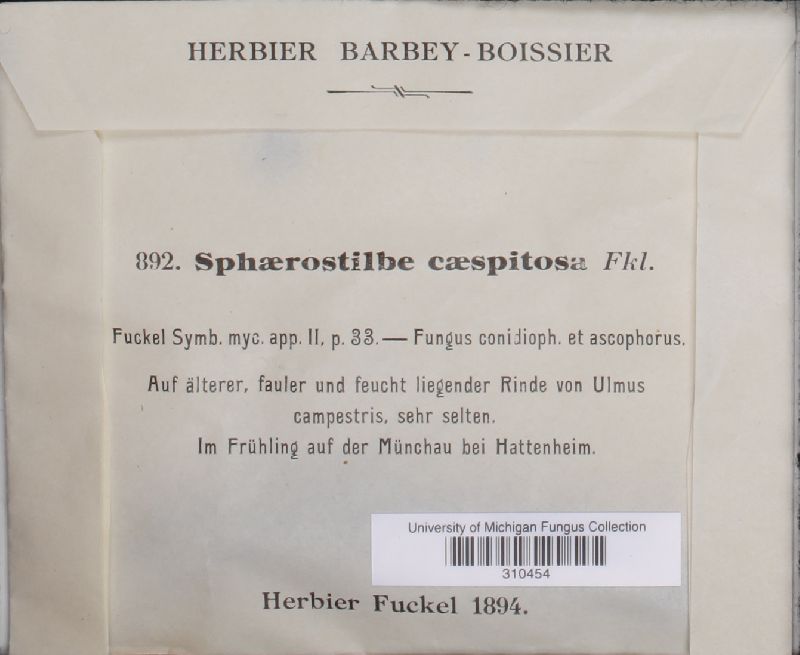 HERBIER BARBEY-BOISSIER
892. Sphærostilbe cæspitosa Fkl.
Fuckel Symb. myc. app. II, p. 33. — Fungus conidioph. et ascophorus.
Auf älterer, fauler und feucht liegender Rinde von Ulmus
campestris, sehr selten.
Im Frühling auf der Münchau bei Hattenheim.
University of Michigan Fungus Collection
310454
Herbier Fuckel 1894.